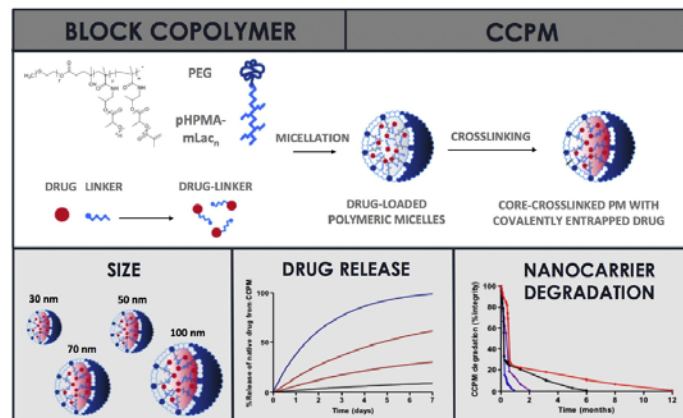 BLOCK COPOLYMER
CCPM
PEG
pHPMA-
mLacₙ
MICELLATION
CROSSLINKING
DRUG LINKER
DRUG-LINKER
DRUG-LOADED
POLYMERIC MICELLES
CORE-CROSSLINKED PM WITH
COVALENTLY ENTRAPPED DRUG
SIZE
30 nm
50 nm
70 nm
100 nm
DRUG RELEASE
%Release of native drug from CCPM
100
50
0
0 1 2 3 4 5 6 7
Time (days)
NANOCARRIER
DEGRADATION
CCPM degradation (%integrity)
100
80
60
40
20
0
0 2 4 6 8 10 12
Time (months)